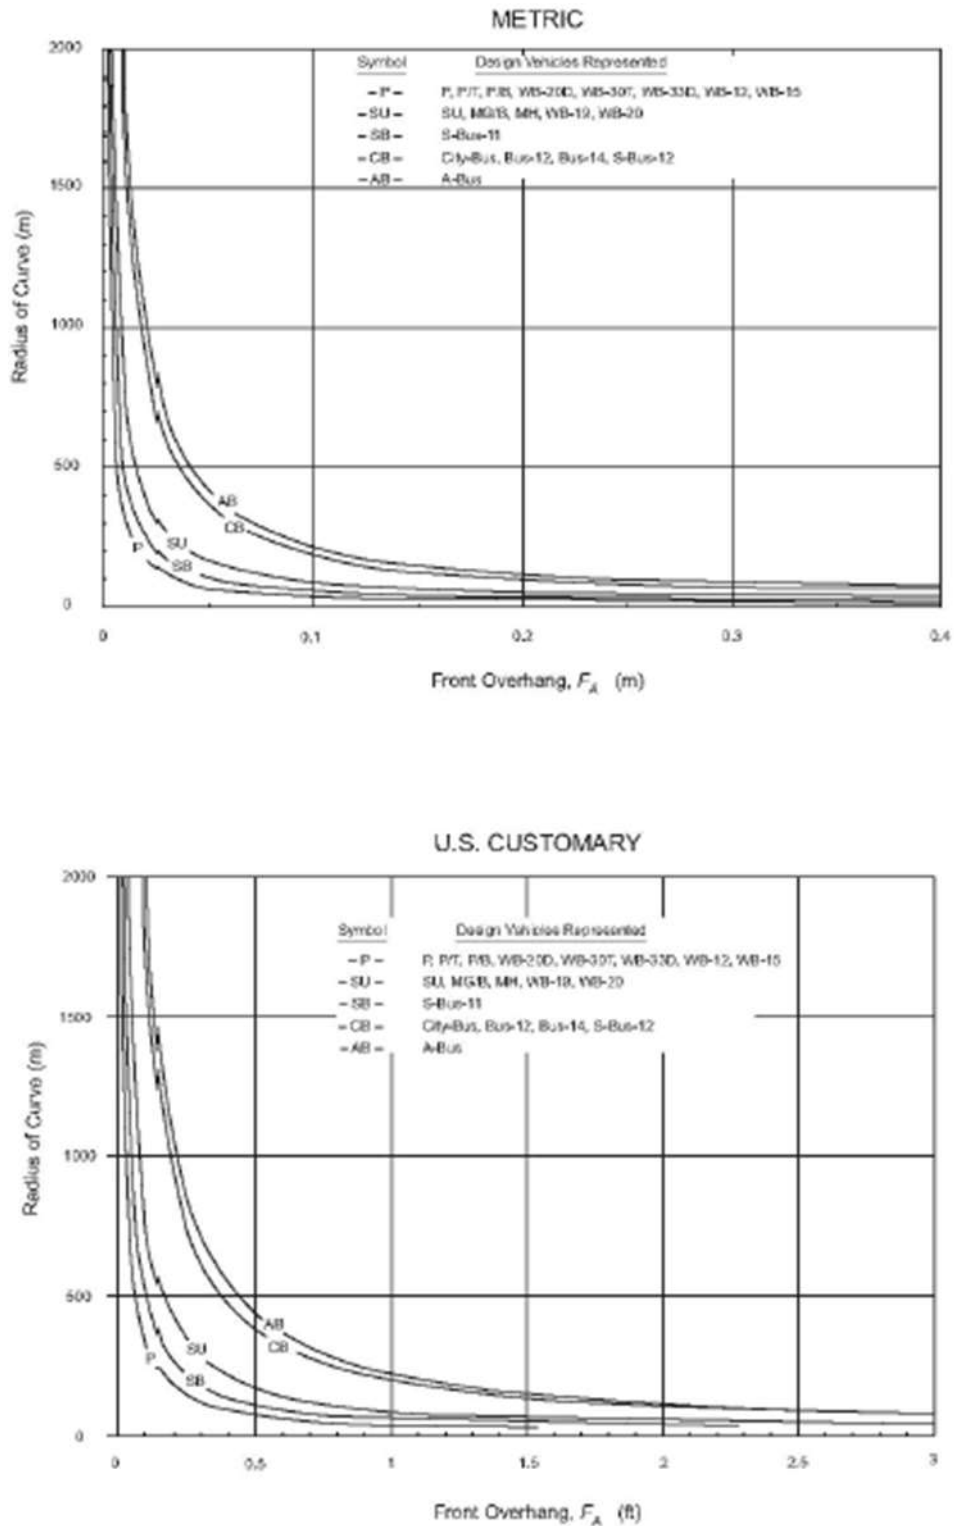 METRIC
2000
Symbol Design Vehicles Represented
– P – P, P/T, P/B, WB-20D, WB-30T, WB-33D, WB-12, WB-15
– SU – SU, MG/B, MH, WB-19, WB-20
– SB – S-Bus-11
– CB – City-Bus, Bus-12, Bus-14, S-Bus-12
– AB – A-Bus
1500
Radius of Curve (m)
1000
500
AB
CB
P
SU
SB
0
0 0.1 0.2 0.3 0.4
Front Overhang, F_A (m)
U.S. CUSTOMARY
2000
Symbol Design Vehicles Represented
– P – P, P/T, P/B, WB-20D, WB-30T, WB-33D, WB-12, WB-15
– SU – SU, MG/B, MH, WB-19, WB-20
– SB – S-Bus-11
– CB – City-Bus, Bus-12, Bus-14, S-Bus-12
– AB – A-Bus
1500
Radius of Curve (m)
1000
500
AB
CB
SU
P
SB
0
0 0.5 1 1.5 2 2.5 3
Front Overhang, F_A (ft)